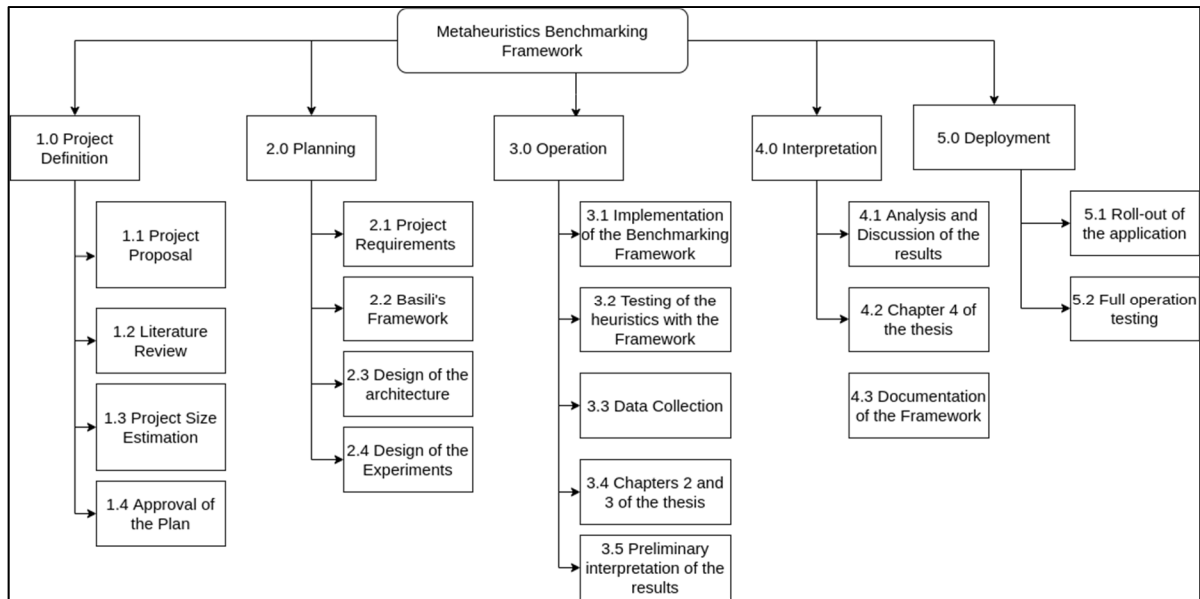 Metaheuristics Benchmarking
Framework
1.0 Project
Definition
2.0 Planning
3.0 Operation
4.0 Interpretation
5.0 Deployment
1.1 Project
Proposal
1.2 Literature
Review
1.3 Project Size
Estimation
1.4 Approval of
the Plan
2.1 Project
Requirements
2.2 Basili's
Framework
2.3 Design of the
architecture
2.4 Design of the
Experiments
3.1 Implementation
of the Benchmarking
Framework
3.2 Testing of the
heuristics with the
Framework
3.3 Data Collection
3.4 Chapters 2 and
3 of the thesis
3.5 Preliminary
interpretation of the
results
4.1 Analysis and
Discussion of the
results
4.2 Chapter 4 of
the thesis
4.3 Documentation
of the Framework
5.1 Roll-out of
the application
5.2 Full operation
testing